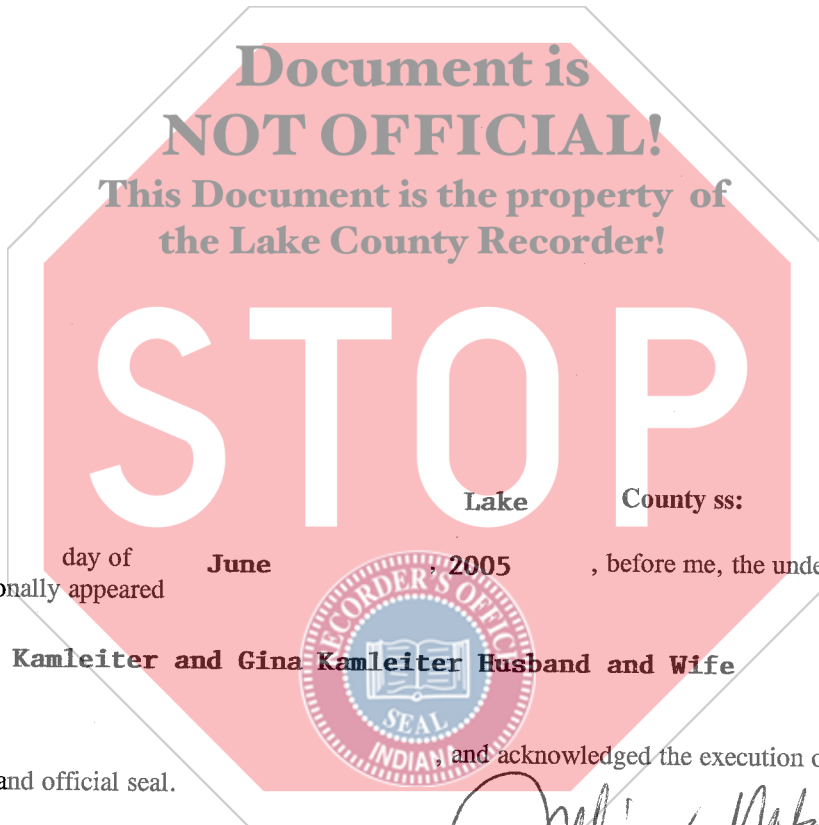 Document is
NOT OFFICIAL!
This Document is the property of
the Lake County Recorder!
STOP
Lake County ss:
day of June , 2005 , before me, the unde
onally appeared
RECORDER'S OFFICE
Kamleiter and Gina Kamleiter Husband and Wife
SEAL
INDIANA
, and acknowledged the execution o
and official seal.